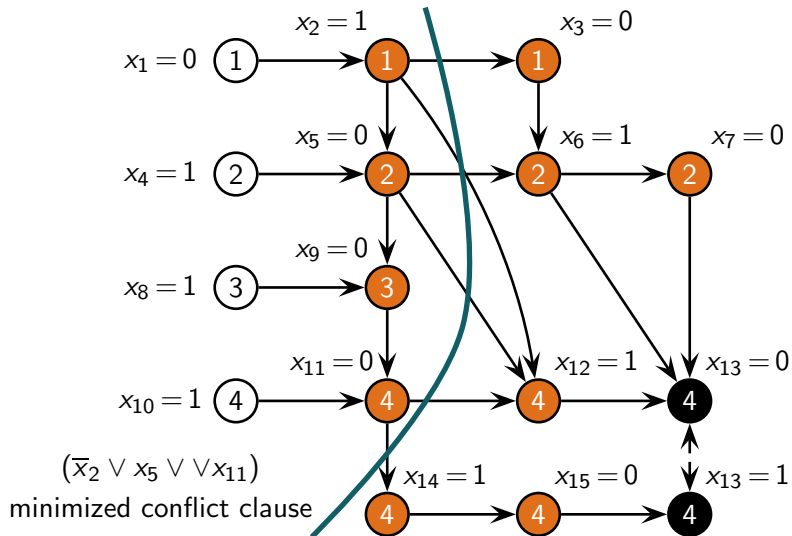 x₂ = 1
x₃ = 0
x₁ = 0
1
1
1
x₅ = 0
x₆ = 1
x₇ = 0
x₄ = 1
2
2
2
2
x₉ = 0
x₈ = 1
3
3
x₁₁ = 0
x₁₂ = 1
x₁₃ = 0
x₁₀ = 1
4
4
4
4
(x̅₂ ∨ x₅ ∨ ∨x₁₁)
x₁₄ = 1
x₁₅ = 0
x₁₃ = 1
minimized conflict clause
4
4
4